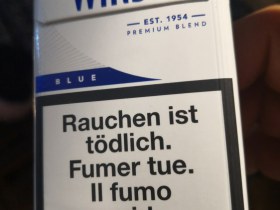 EST. 1954
PREMIUM BLEND
BLUE
Rauchen ist
tödlich.
Fumer tue.
Il fumo